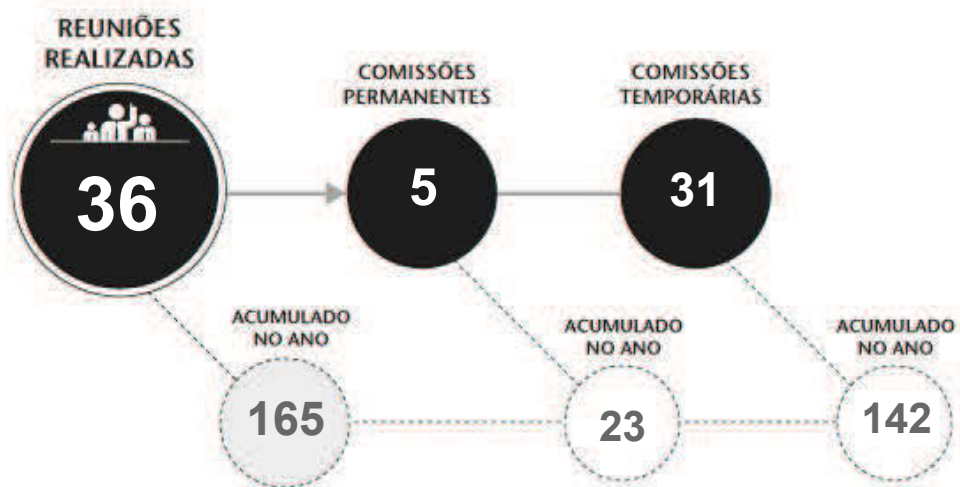 REUNIÕES
REALIZADAS
36
COMISSÕES
PERMANENTES
5
COMISSÕES
TEMPORÁRIAS
31
ACUMULADO
NO ANO
165
ACUMULADO
NO ANO
23
ACUMULADO
NO ANO
142